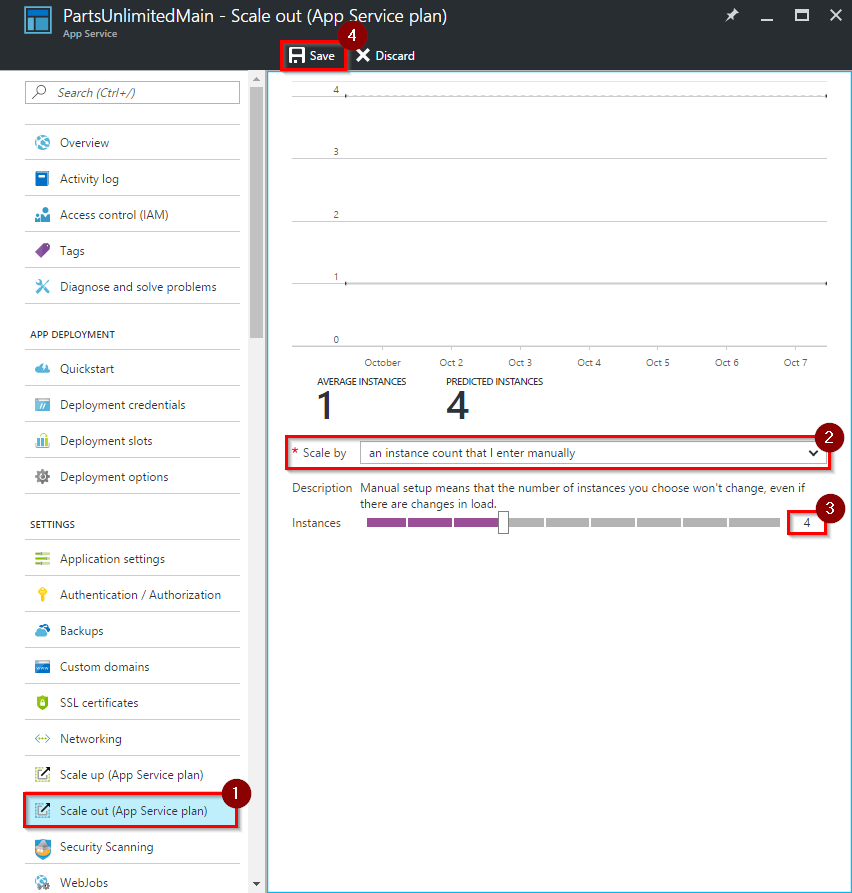 PartsUnlimitedMain - Scale out (App Service plan)
App Service
4
Save
Discard
Search (Ctrl+/)
Overview
Activity log
Access control (IAM)
Tags
Diagnose and solve problems
APP DEPLOYMENT
Quickstart
Deployment credentials
Deployment slots
Deployment options
SETTINGS
Application settings
Authentication / Authorization
Backups
www
Custom domains
SSL certificates
Networking
Scale up (App Service plan)
1
Scale out (App Service plan)
Security Scanning
WebJobs
4
3
2
1
0
October Oct 2 Oct 3 Oct 4 Oct 5 Oct 6 Oct 7
AVERAGE INSTANCES PREDICTED INSTANCES
1 4
2
* Scale by an instance count that I enter manually
Description Manual setup means that the number of instances you choose won't change, even if
there are changes in load.
3
Instances 4